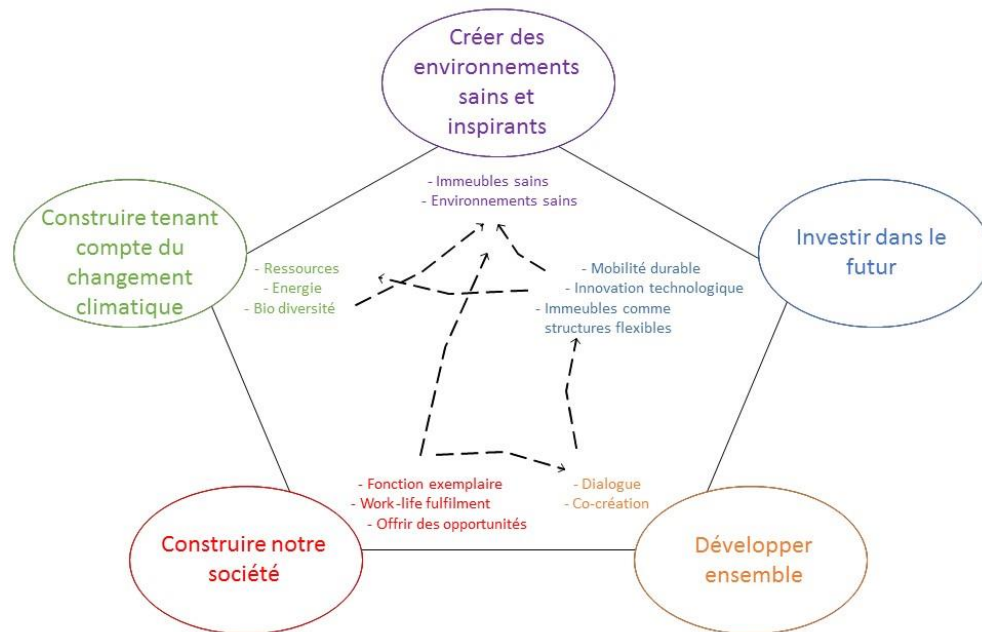 Créer des
environnements
sains et
inspirants
- Immeubles sains
- Environnements sains
Construire tenant
compte du
changement
climatique
- Ressources
- Energie
- Bio diversité
- Mobilité durable
- Innovation technologique
- Immeubles comme
structures flexibles
Investir dans le
futur
- Fonction exemplaire
- Work-life fulfilment
- Offrir des opportunités
- Dialogue
- Co-création
Construire notre
société
Développer
ensemble